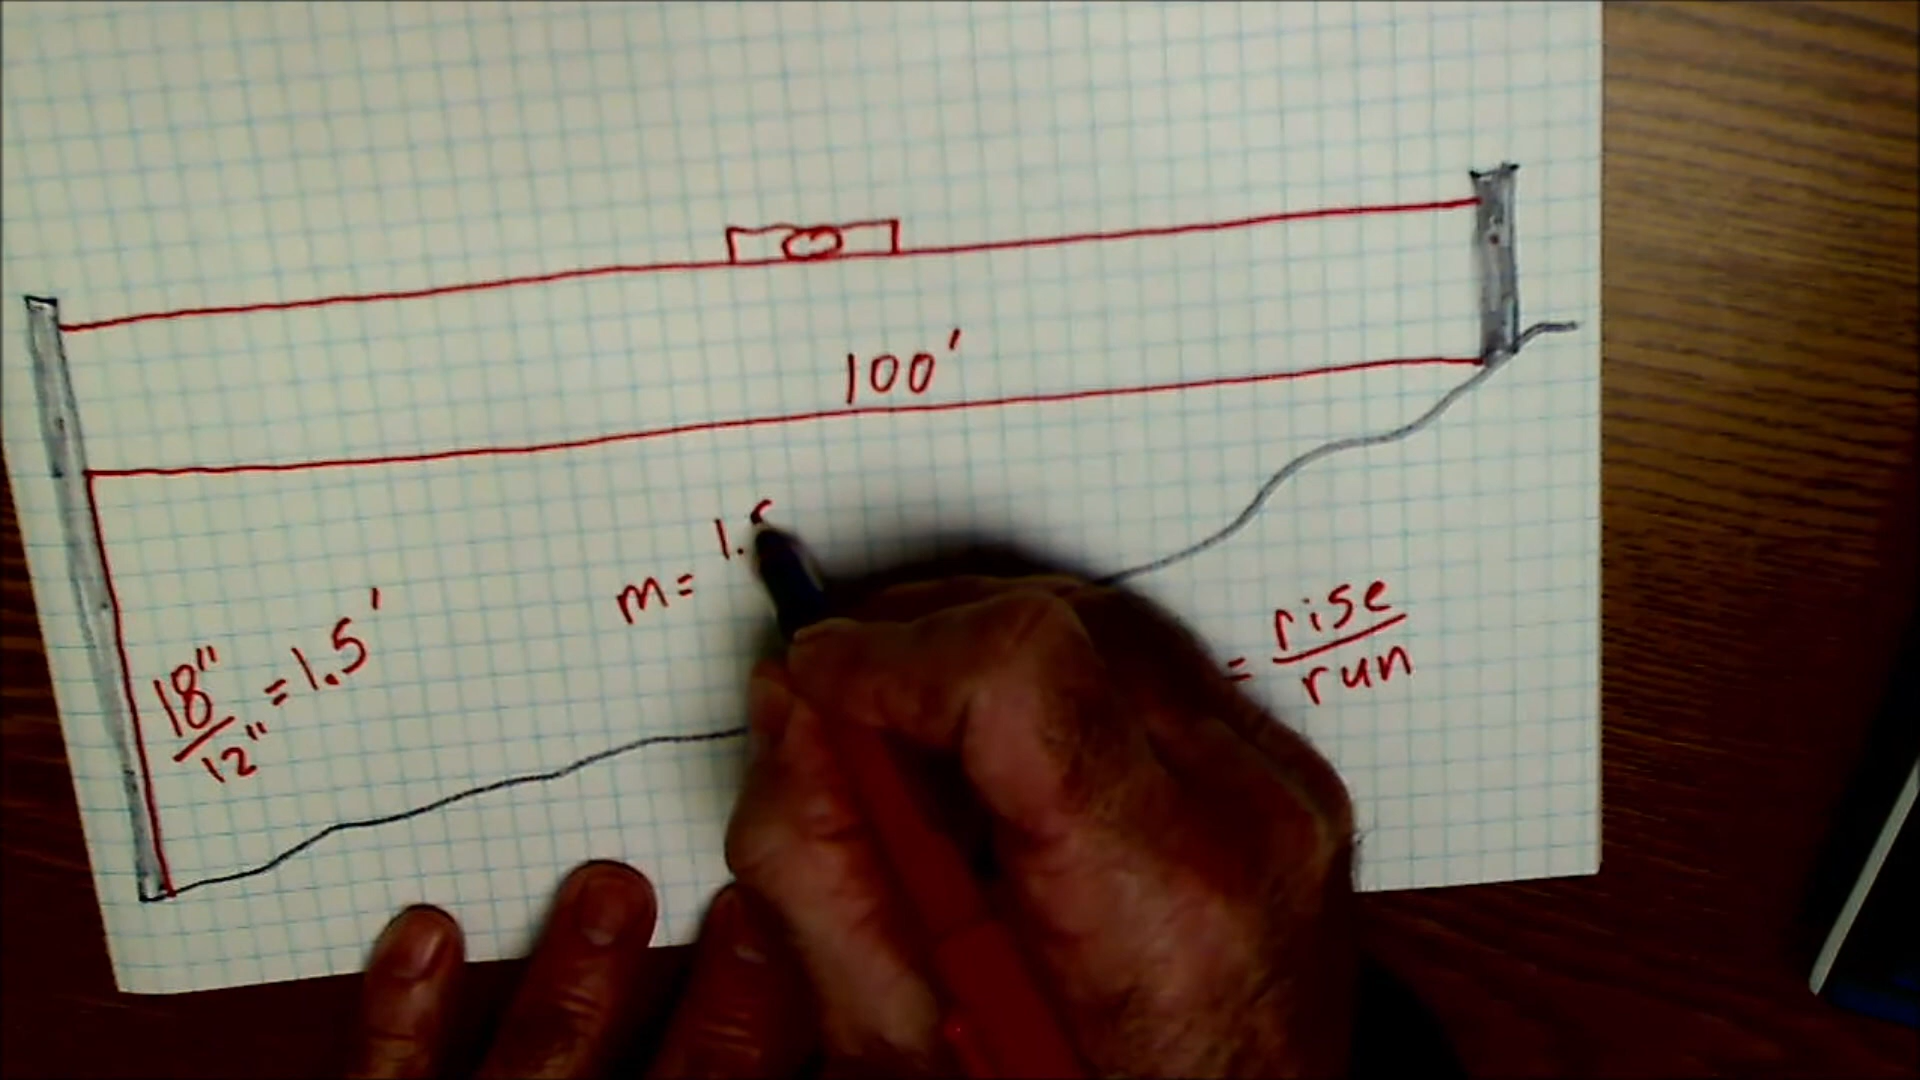 100'
m = 1.
18"/12" = 1.5'
= rise/run